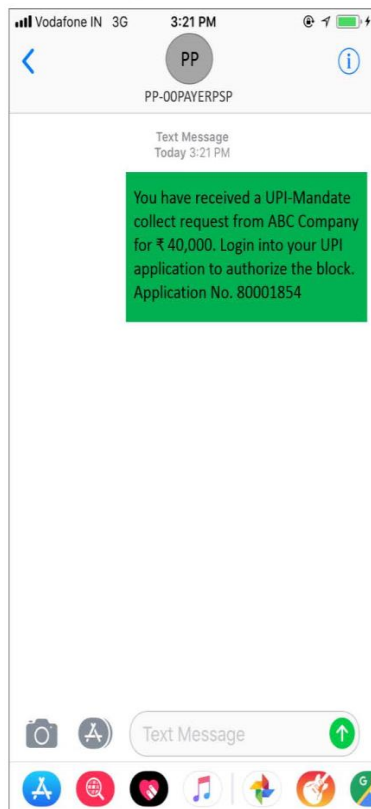 Vodafone IN 3G 3:21 PM
PP
PP-OOPAYERPSP
Text Message
Today 3:21 PM
You have received a UPI-Mandate
collect request from ABC Company
for ₹ 40,000. Login into your UPI
application to authorize the block.
Application No. 80001854
Text Message
G